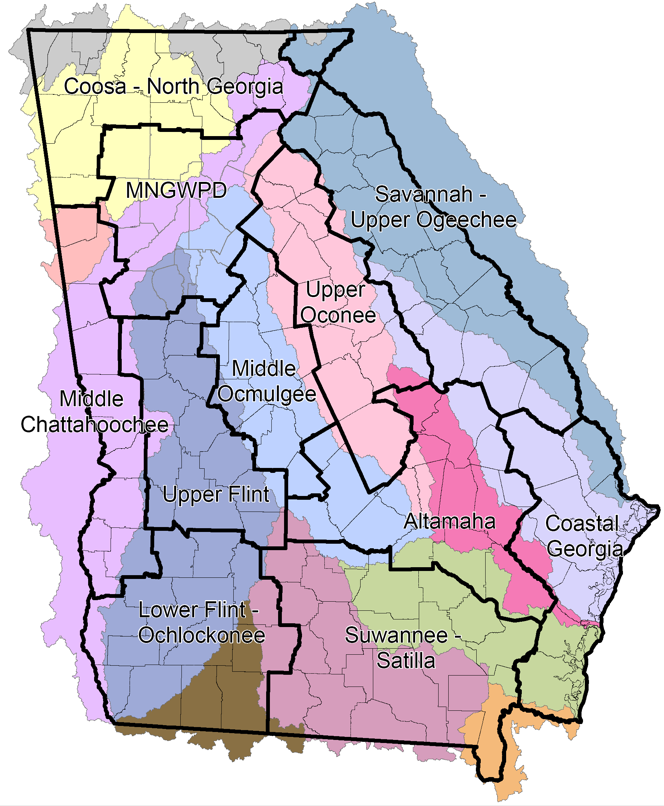 Coosa - North Georgia
MNGWPD
Savannah -
Upper Ogeechee
Upper
Oconee
Middle
Ocmulgee
Middle
Chattahoochee
Upper Flint
Altamaha
Coastal
Georgia
Lower Flint -
Ochlockonee
Suwannee -
Satilla